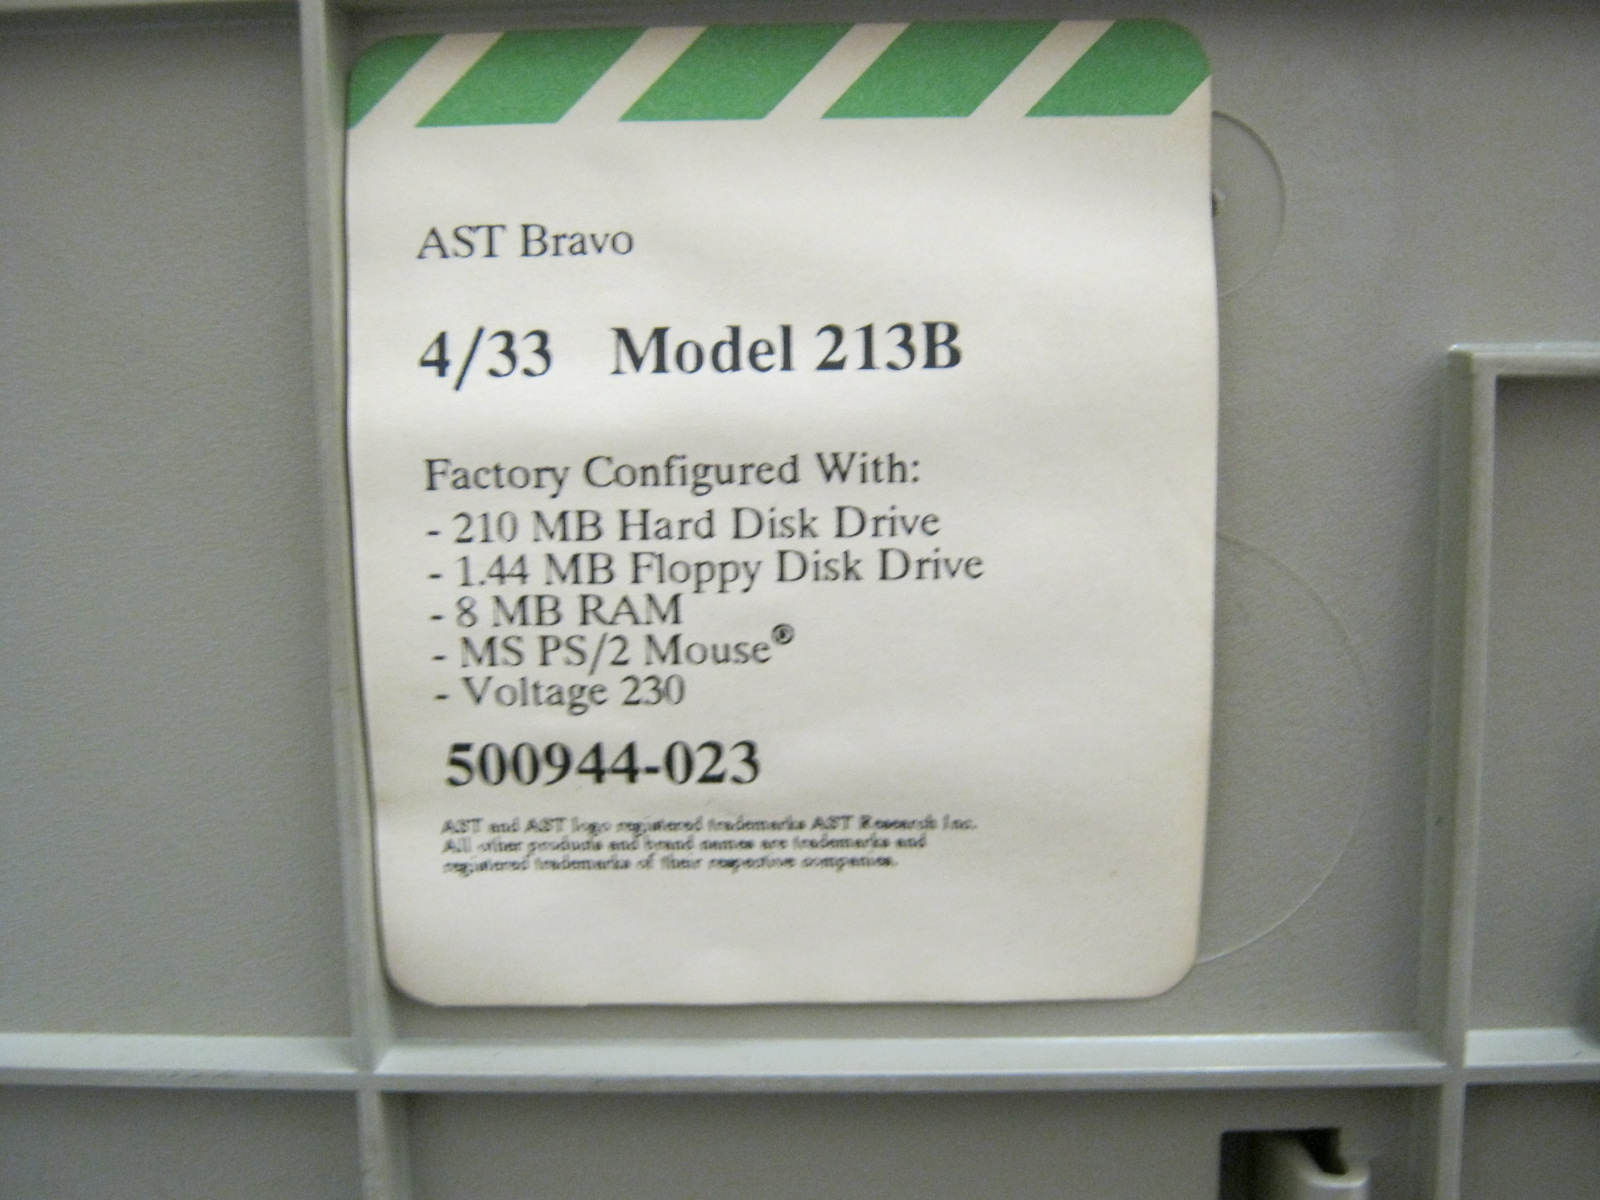 AST Bravo
4/33 Model 213B
Factory Configured With:
- 210 MB Hard Disk Drive
- 1.44 MB Floppy Disk Drive
- 8 MB RAM
- MS PS/2 Mouse®
- Voltage 230
500944-023
AST and AST logo registered trademarks AST Research Inc.
All other products and brand names are trademarks and
registered trademarks of their respective companies.